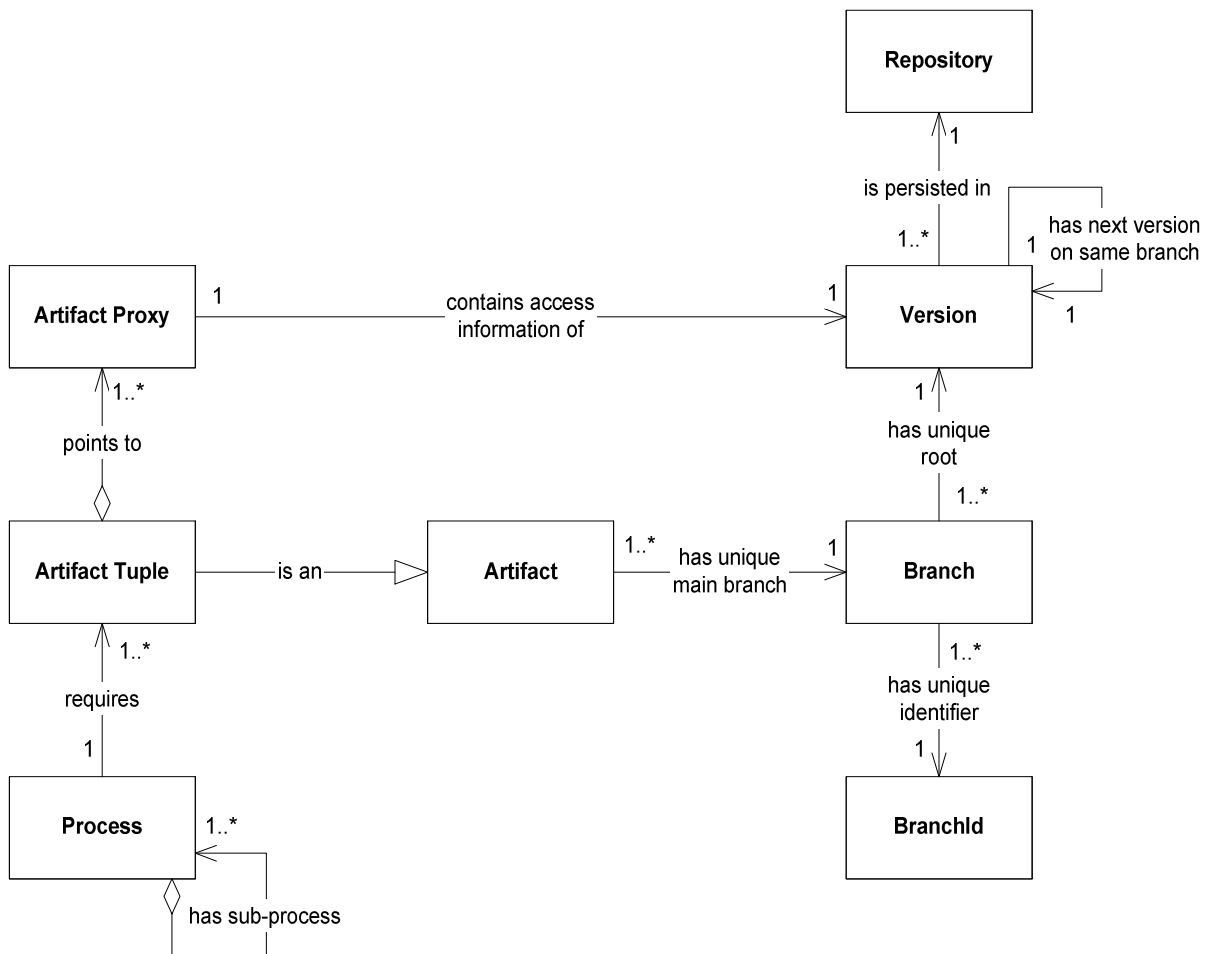 Repository
1
is persisted in
1..*
has next version
1
on same branch
Artifact Proxy
1
contains access
information of
1
Version
1
1..*
1
points to
has unique
root
1..*
Artifact Tuple
is an
Artifact
1..*
has unique
main branch
1
Branch
1..*
1..*
requires
has unique
identifier
1
1
Process
1..*
BranchId
has sub-process